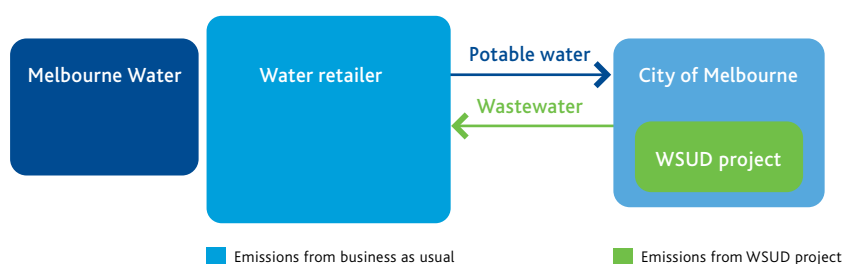 Melbourne Water
Water retailer
Potable water
Wastewater
City of Melbourne
WSUD project
Emissions from business as usual
Emissions from WSUD project